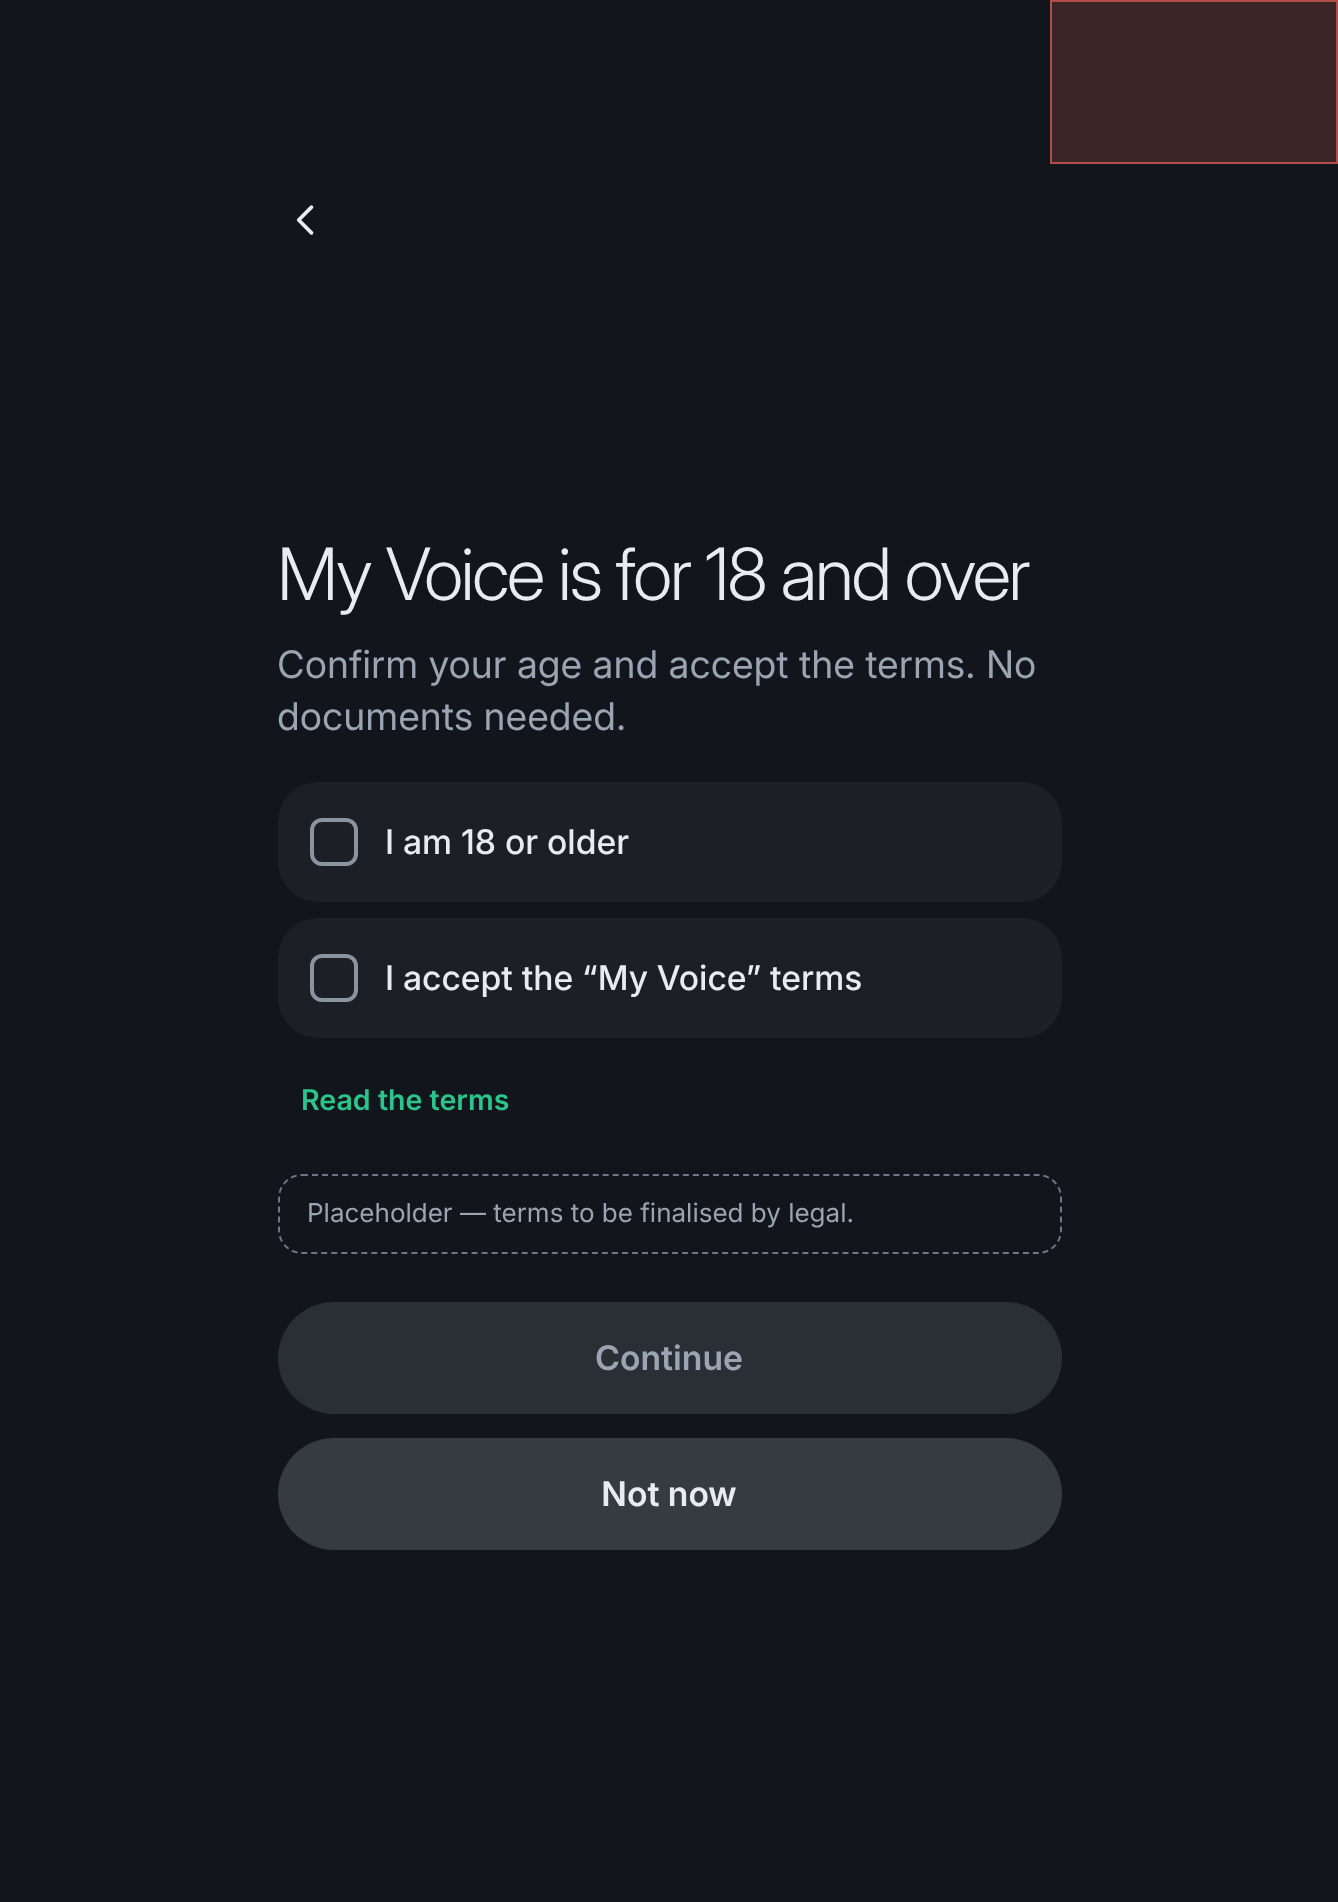 My Voice is for 18 and over
Confirm your age and accept the terms. No
documents needed.
I am 18 or older
I accept the “My Voice” terms
Read the terms
Placeholder — terms to be finalised by legal.
Continue
Not now